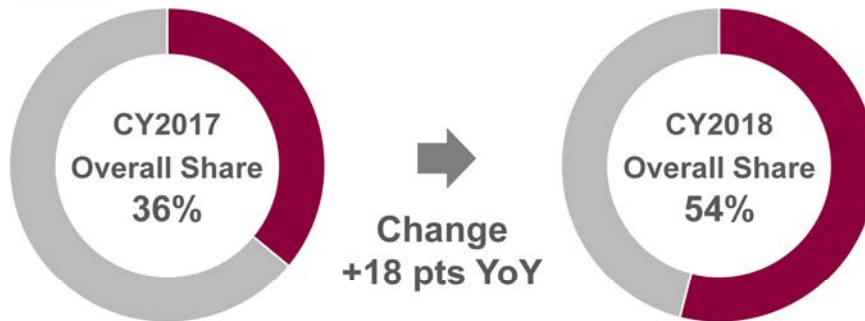 CY2017
Overall Share
36%
Change
+18 pts YoY
CY2018
Overall Share
54%